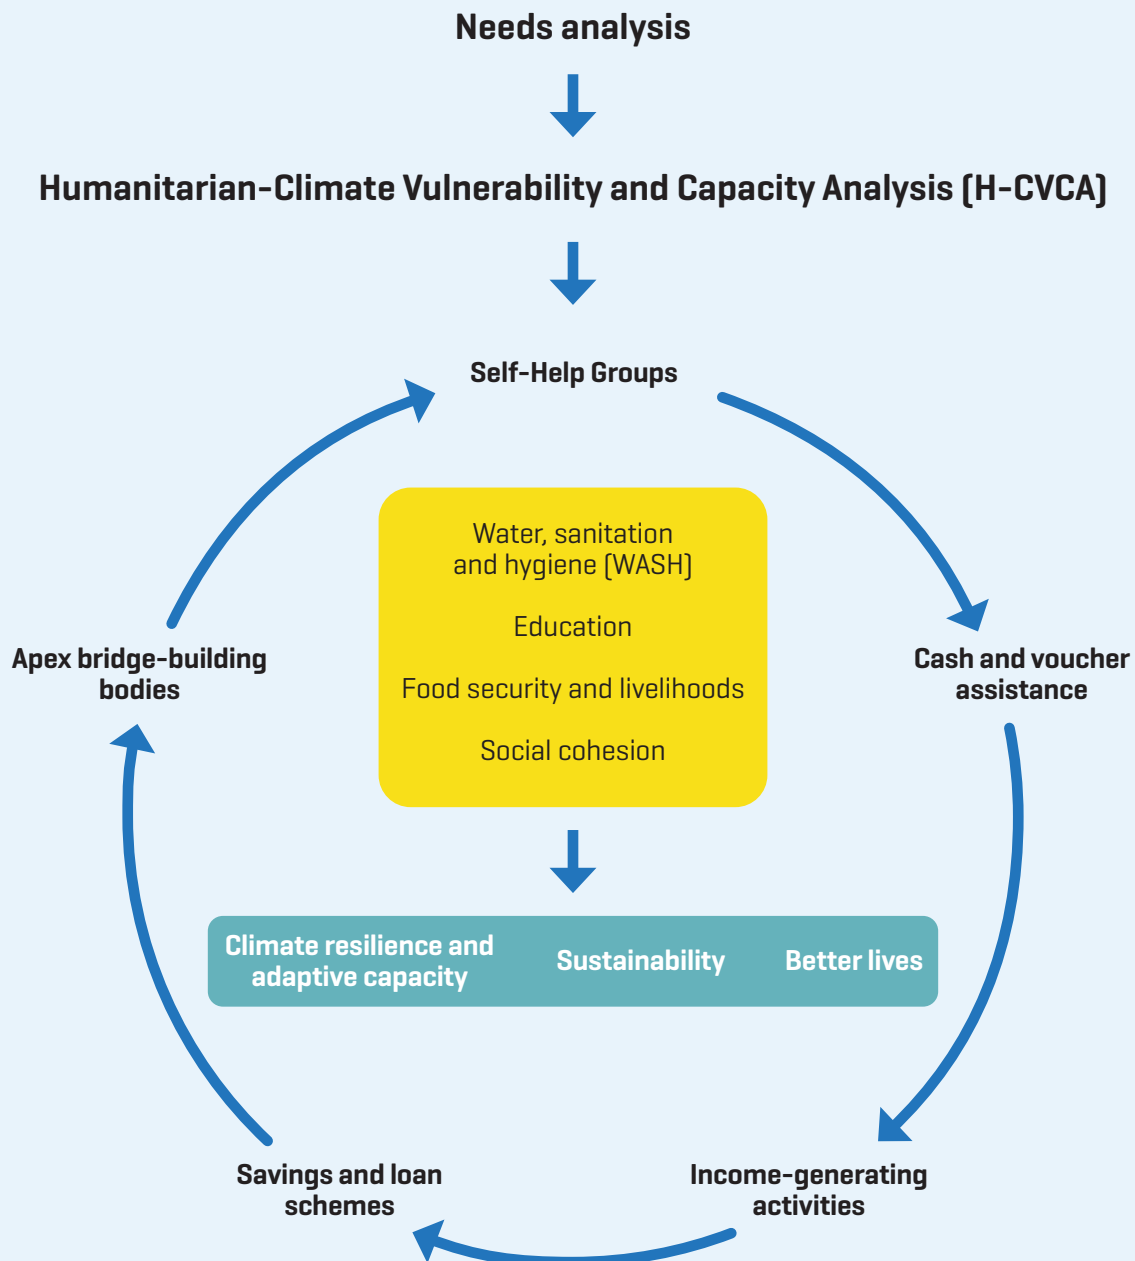 Needs analysis
Humanitarian-Climate Vulnerability and Capacity Analysis (H-CVCA)
Self-Help Groups
Water, sanitation
and hygiene (WASH)
Education
Food security and livelihoods
Social cohesion
Apex bridge-building
bodies
Cash and voucher
assistance
Climate resilience and
adaptive capacity
Sustainability
Better lives
Savings and loan
schemes
Income-generating
activities